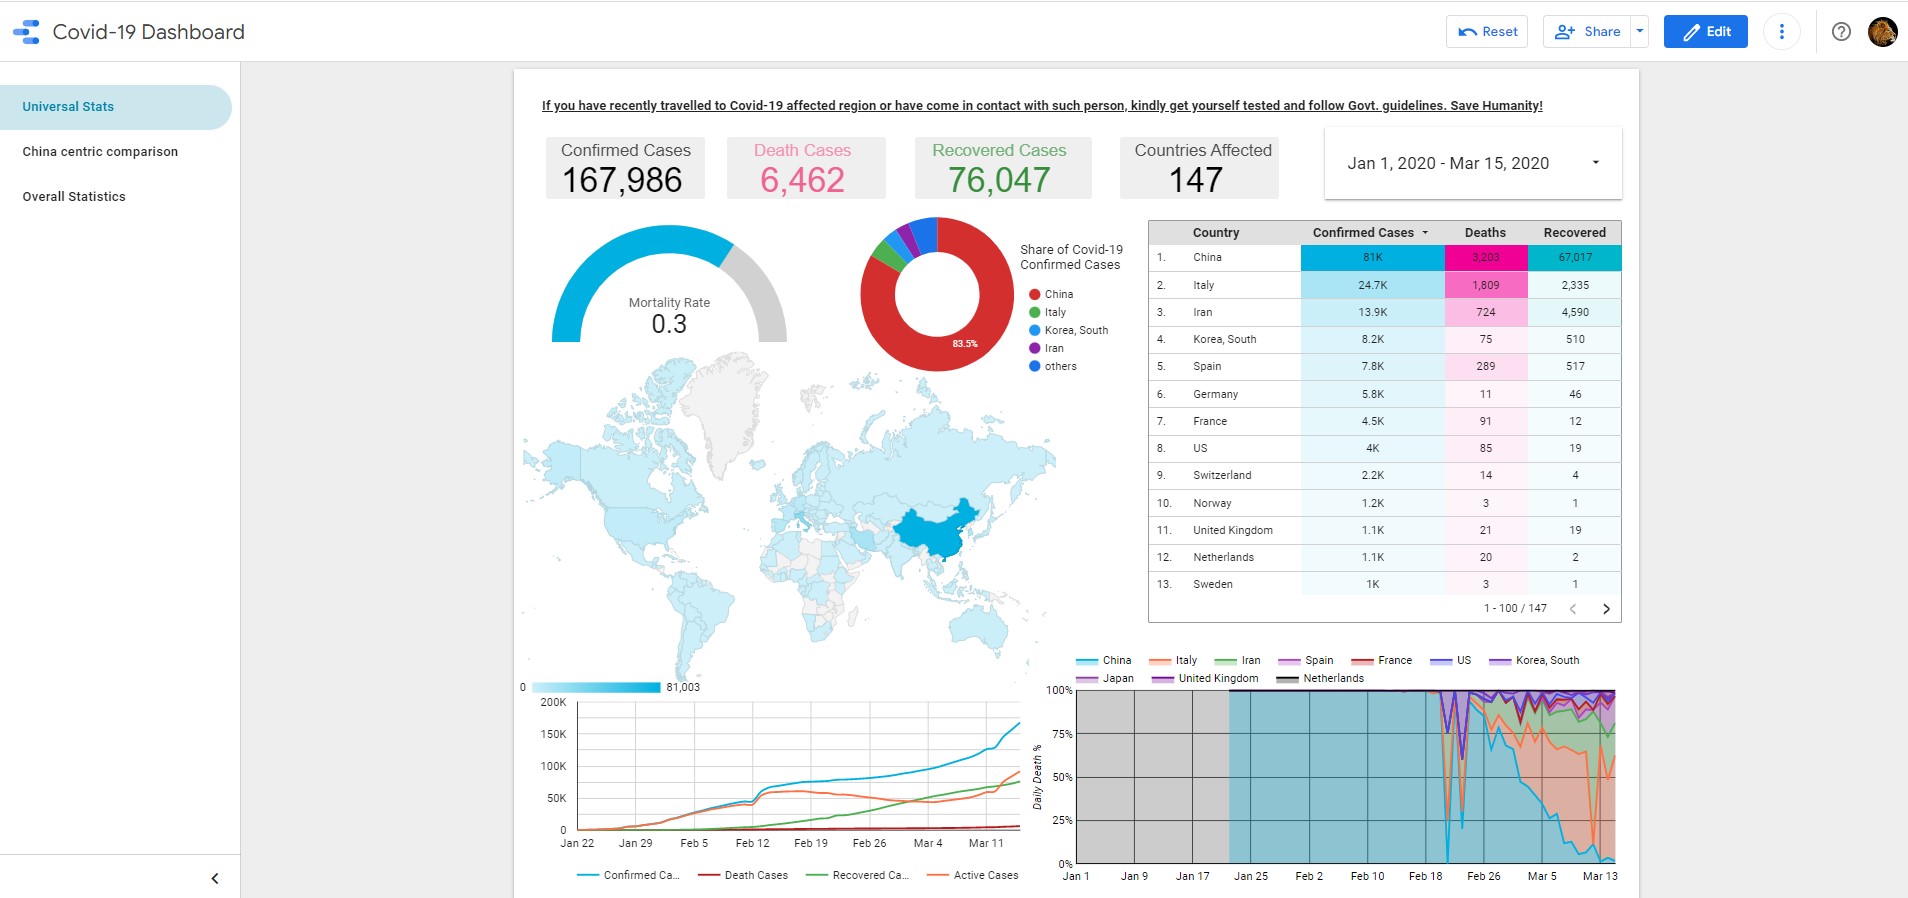 Covid-19 Dashboard
Reset
Share
Edit
Universal Stats
China centric comparison
Overall Statistics
If you have recently travelled to Covid-19 affected region or have come in contact with such person, kindly get yourself tested and follow Govt. guidelines. Save Humanity!
Confirmed Cases
167,986
Death Cases
6,462
Recovered Cases
76,047
Countries Affected
147
Jan 1, 2020 - Mar 15, 2020
Mortality Rate
0.3
83.5%
Share of Covid-19
Confirmed Cases
China
Italy
Korea, South
Iran
others
Country Confirmed Cases Deaths Recovered
1. China 81K 3,203 67,017
2. Italy 24.7K 1,809 2,335
3. Iran 13.9K 724 4,590
4. Korea, South 8.2K 75 510
5. Spain 7.8K 289 517
6. Germany 5.8K 11 46
7. France 4.5K 91 12
8. US 4K 85 19
9. Switzerland 2.2K 14 4
10. Norway 1.2K 3 1
11. United Kingdom 1.1K 21 19
12. Netherlands 1.1K 20 2
13. Sweden 1K 3 1
1 - 100 / 147
0 81,003
200K
150K
100K
50K
0
Jan 22 Jan 29 Feb 5 Feb 12 Feb 19 Feb 26 Mar 4 Mar 11
Confirmed Ca... Death Cases Recovered Ca... Active Cases
China Italy Iran Spain France US Korea, South
Japan United Kingdom Netherlands
100%
75%
50%
25%
0%
Daily Death %
Jan 1 Jan 9 Jan 17 Jan 25 Feb 2 Feb 10 Feb 18 Feb 26 Mar 5 Mar 13